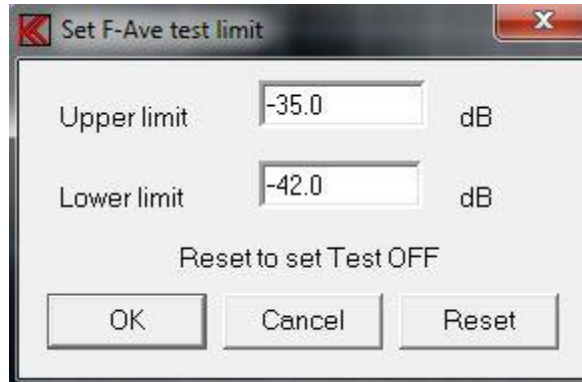 Set F-Ave test limit
Upper limit -35.0 dB
Lower limit -42.0 dB
Reset to set Test OFF
OK Cancel Reset